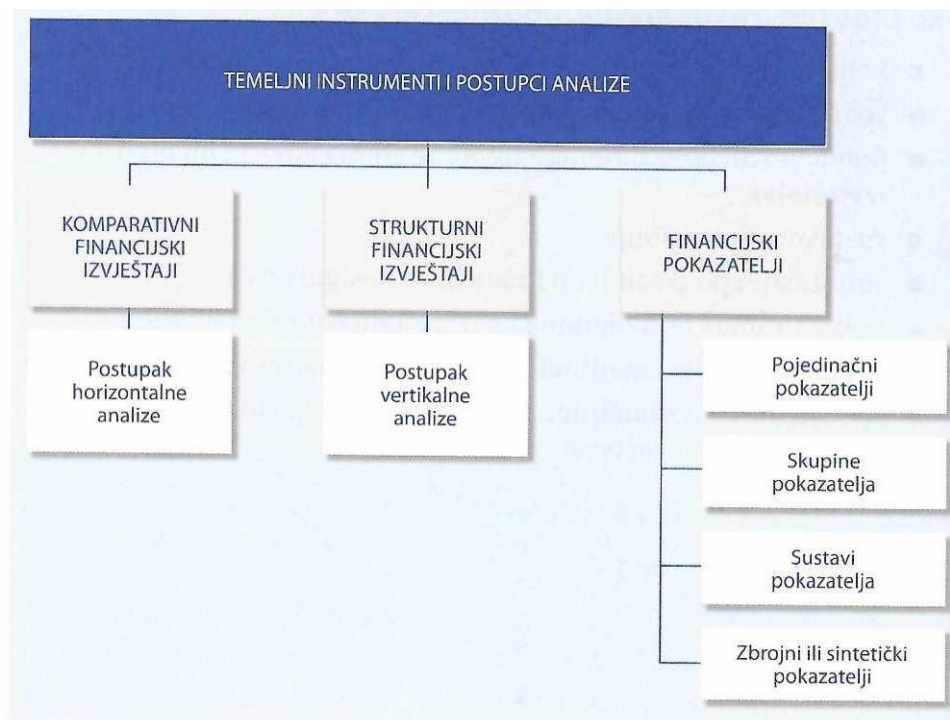 TEMELJNI INSTRUMENTI I POSTUPCI ANALIZE
KOMPARATIVNI
FINANCIJSKI
IZVJEŠTAJI
STRUKTURNI
FINANCIJSKI
IZVJEŠTAJI
FINANCIJSKI
POKAZATELJI
Postupak
horizontalne
analize
Postupak
vertikalne
analize
Pojedinačni
pokazatelji
Skupine
pokazatelja
Sustavi
pokazatelja
Zbrojni ili sintetički
pokazatelji